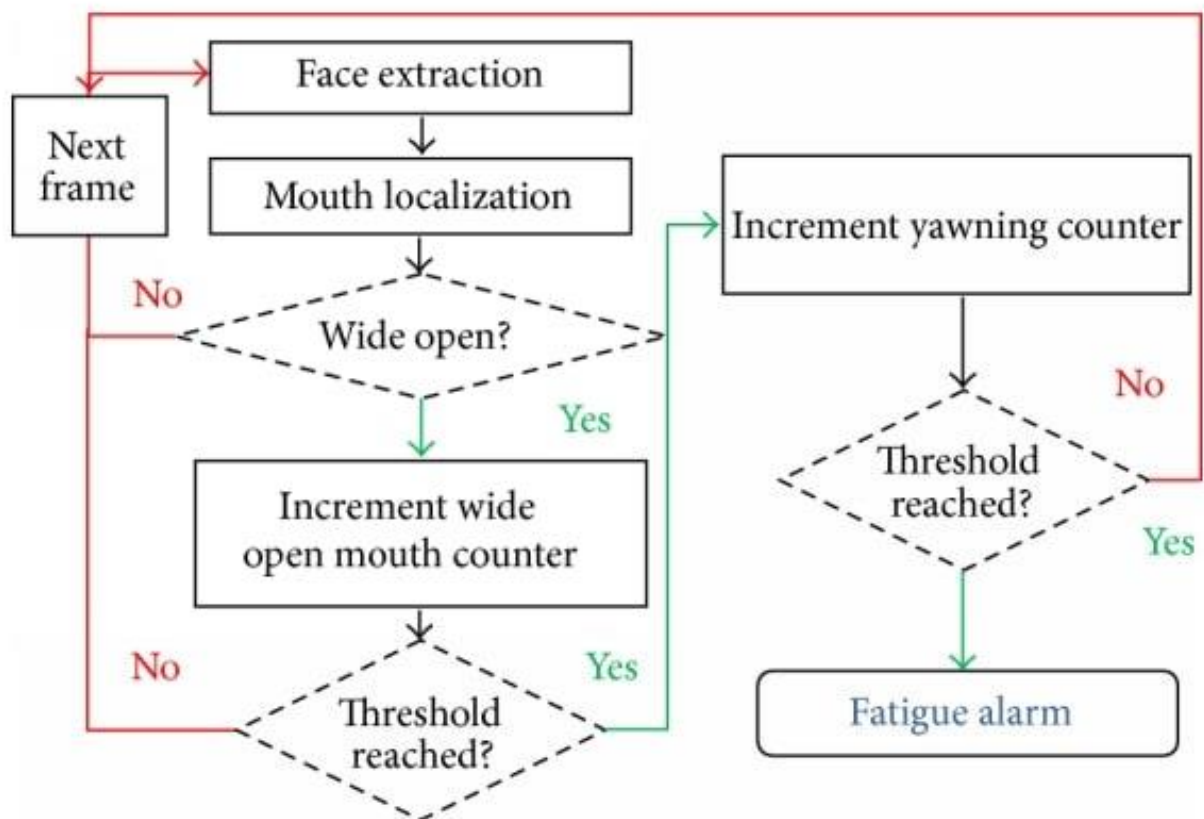 Face extraction
Next
frame
Mouth localization
Increment yawning counter
No
Wide open?
Yes
No
Increment wide
open mouth counter
Threshold
reached?
Yes
No
Yes
Threshold
reached?
Fatigue alarm